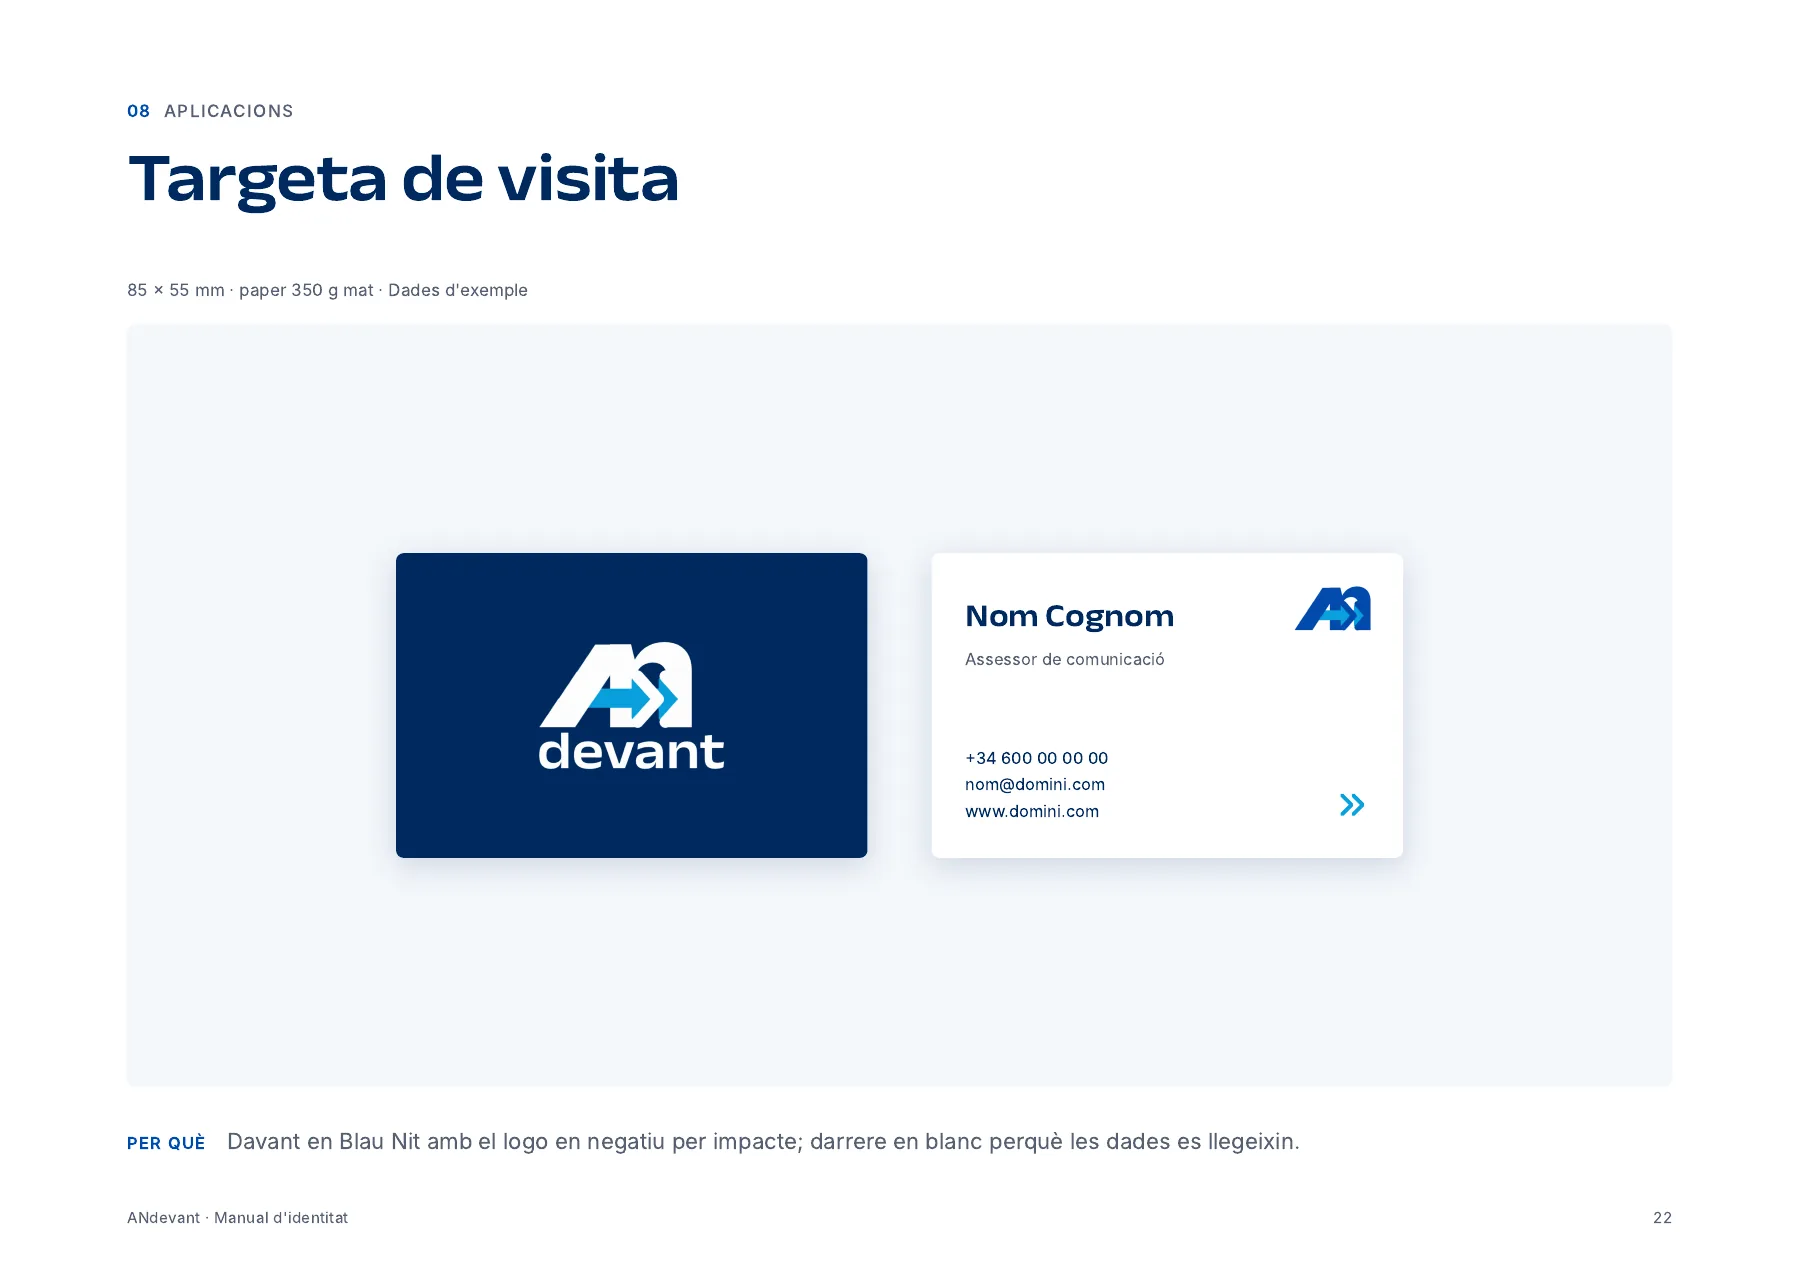 08 APLICACIONS
Targeta de visita
85 × 55 mm · paper 350 g mat · Dades d'exemple
AN
devant
Nom Cognom
AN
Assessor de comunicació
+34 600 00 00 00
nom@domini.com
www.domini.com
PER QUÈ Davant en Blau Nit amb el logo en negatiu per impacte; darrere en blanc perquè les dades es llegeixin.
ANdevant · Manual d'identitat
22